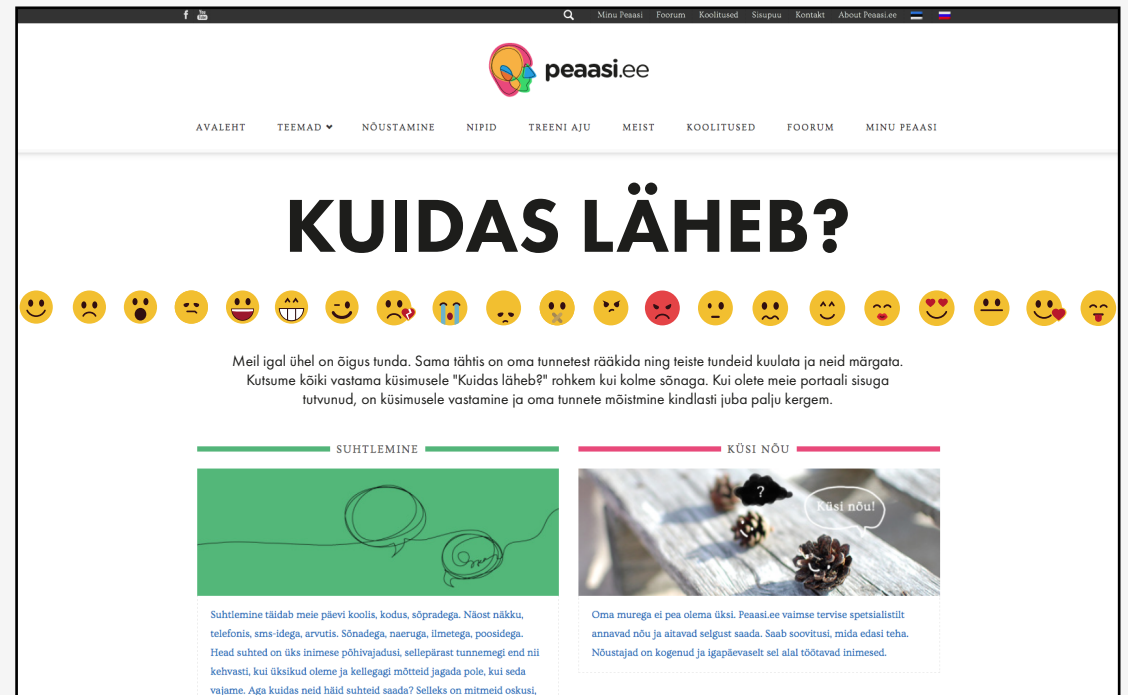 f You Tube Minu Peaasi Foorum Koolitused Sisupuu Kontakt About Peaasi.ee
peaasi.ee
AVALEHT TEEMAD NÕUSTAMINE NIPID TREENI AJU MEIST KOOLITUSED FOORUM MINU PEAASI
KUIDAS LÄHEB?
Meil igal ühel on õigus tunda. Sama tähtis on oma tunnetest rääkida ning teiste tundeid kuulata ja neid märgata.
Kutsume kõiki vastama küsimusele "Kuidas läheb?" rohkem kui kolme sõnaga. Kui olete meie portaali sisuga
tutvunud, on küsimusele vastamine ja oma tunnete mõistmine kindlasti juba palju kergem.
SUHTLEMINE
Suhtlemine täidab meie päevi koolis, kodus, sõpradega. Näost näkku,
telefonis, sms-idega, arvutis. Sõnadega, naeruga, ilmetega, poosidega.
Head suhted on üks inimese põhivajadusi, sellepärast tunnemegi end nii
kehvasti, kui üksikud oleme ja kellegagi mõtteid jagada pole, kui seda
vajame. Aga kuidas neid häid suhteid saada? Selleks on mitmeid oskusi,
KÜSI NÕU
?
Küsi nõu!
Oma murega ei pea olema üksi. Peaasi.ee vaimse tervise spetsialistilt
annavad nõu ja aitavad selgust saada. Saab soovitusi, mida edasi teha.
Nõustajad on kogenud ja igapäevaselt sel alal töötavad inimesed.